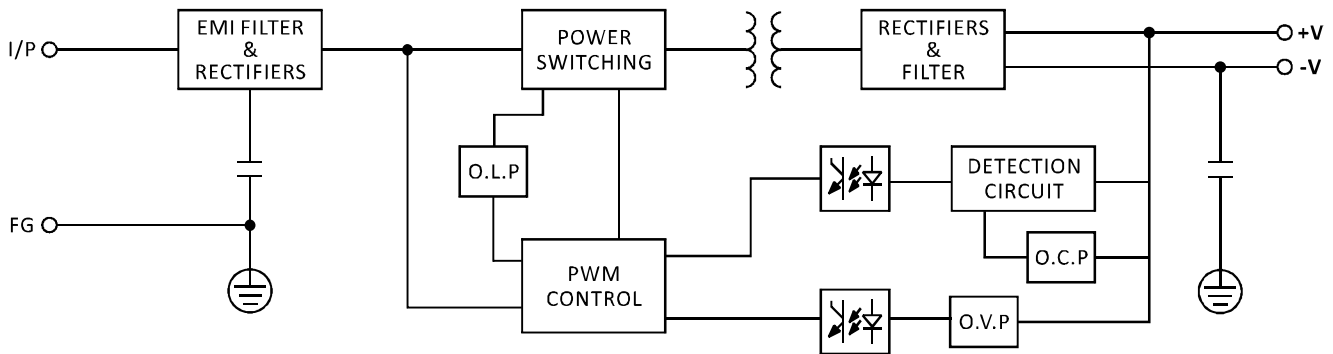 I/P
EMI FILTER
&
RECTIFIERS
POWER
SWITCHING
RECTIFIERS
&
FILTER
+V
-V
O.L.P
DETECTION
CIRCUIT
FG
O.C.P
PWM
CONTROL
O.V.P